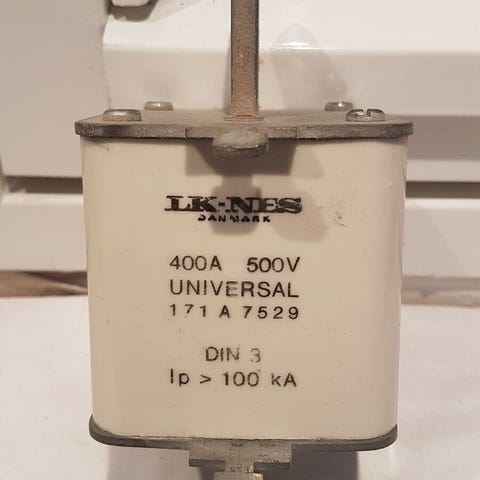 LK-NES
DANMARK
400A 500V
UNIVERSAL
171 A 7529
DIN 3
Ip > 100 kA